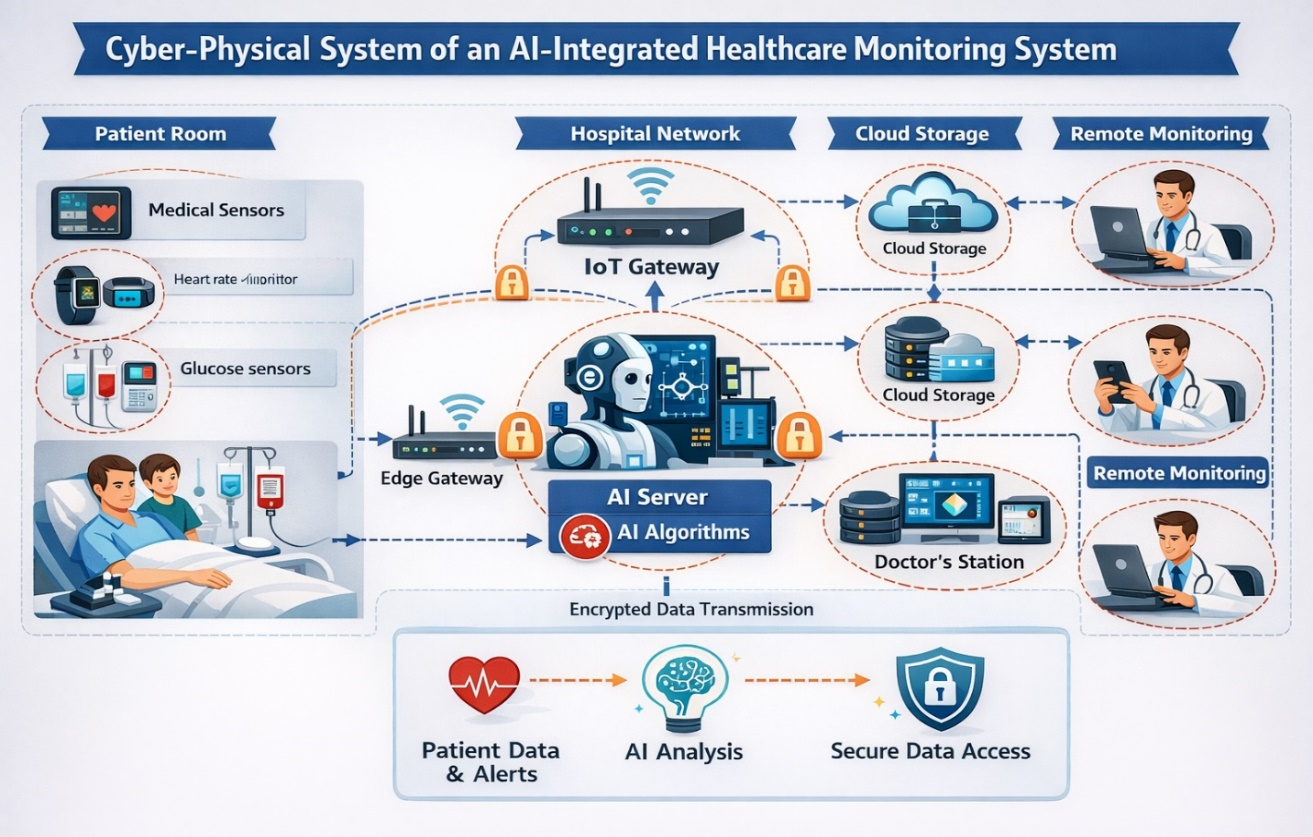 Cyber-Physical System of an AI-Integrated Healthcare Monitoring System
Patient Room
Hospital Network
Cloud Storage
Remote Monitoring
Medical Sensors
Heart rate
Glucose sensors
IoT Gateway
Cloud Storage
Edge Gateway
Cloud Storage
AI Server
AI Algorithms
Doctor's Station
Remote Monitoring
Encrypted Data Transmission
Patient Data
& Alerts
AI Analysis
Secure Data Access